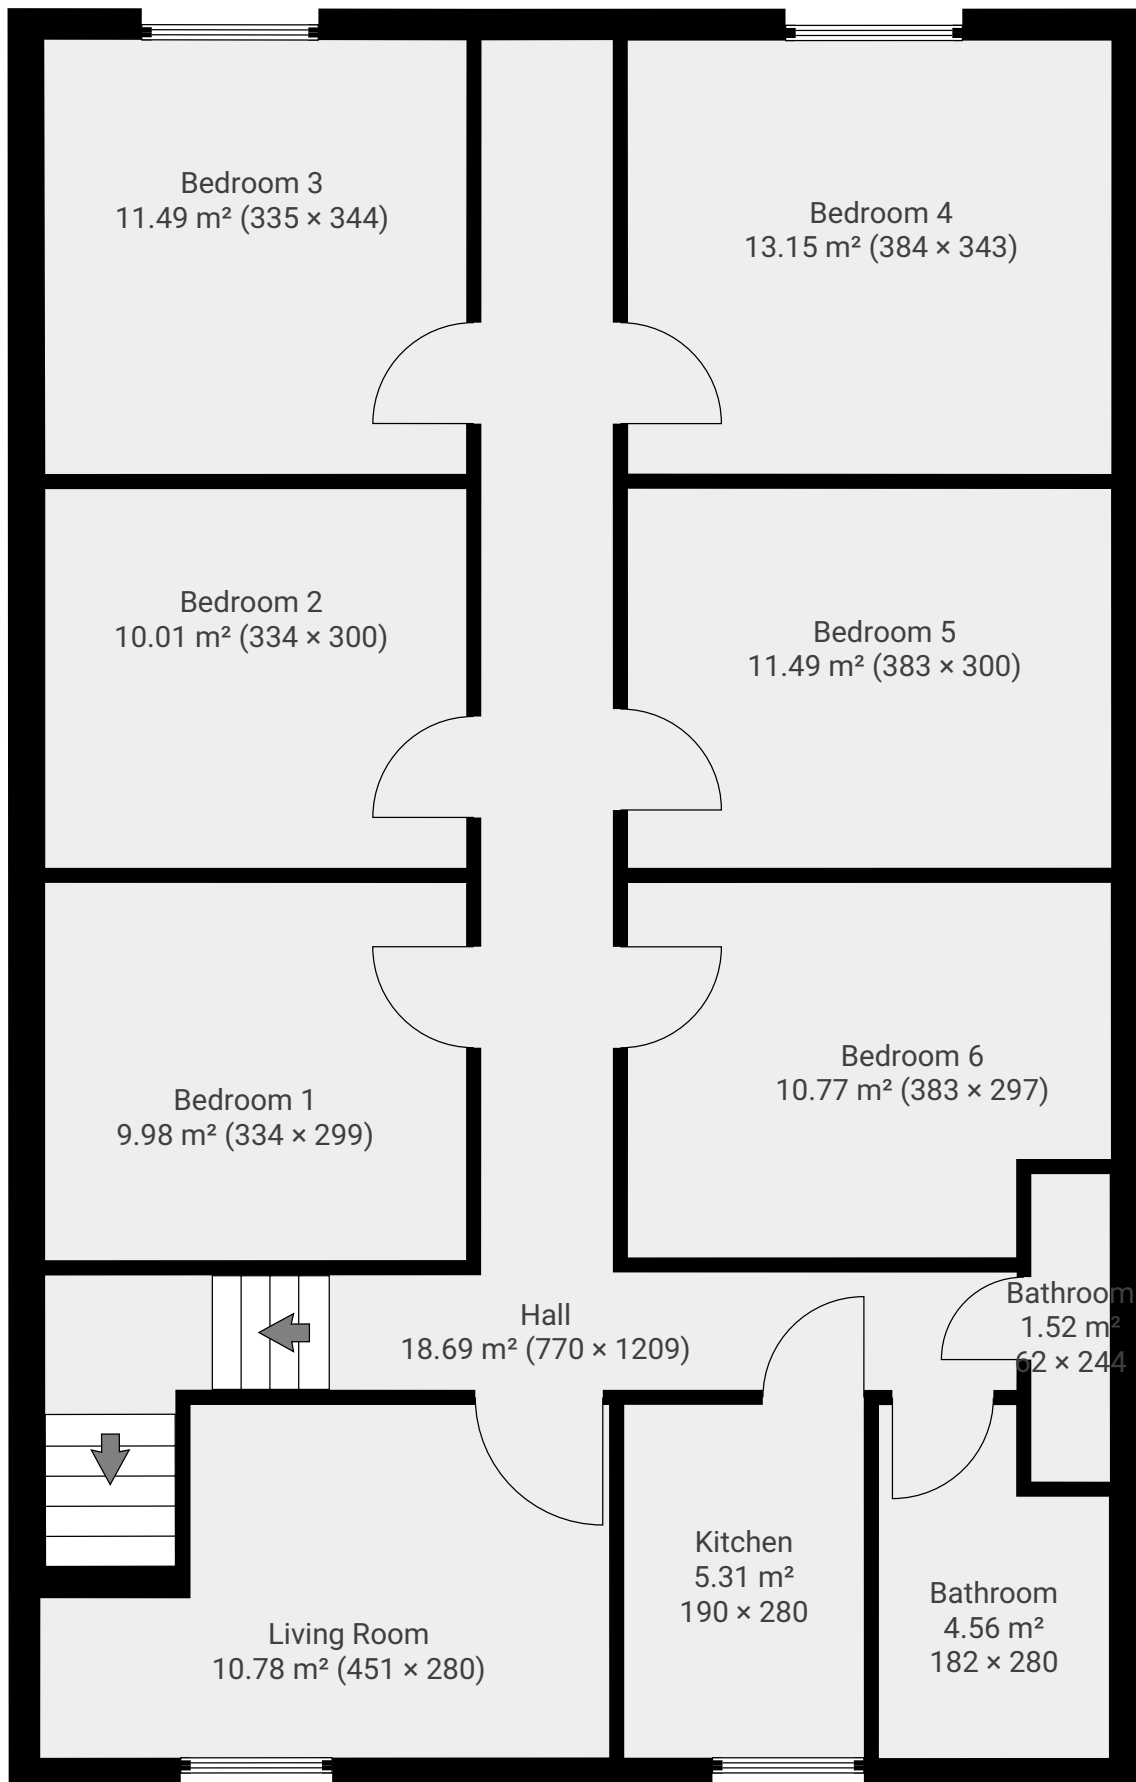 Bedroom 3
11.49 m² (335 × 344)
Bedroom 4
13.15 m² (384 × 343)
Bedroom 2
10.01 m² (334 × 300)
Bedroom 5
11.49 m² (383 × 300)
Bedroom 1
9.98 m² (334 × 299)
Bedroom 6
10.77 m² (383 × 297)
Hall
18.69 m² (770 × 1209)
Bathroom
1.52 m²
62 × 244
Living Room
10.78 m² (451 × 280)
Kitchen
5.31 m²
190 × 280
Bathroom
4.56 m²
182 × 280